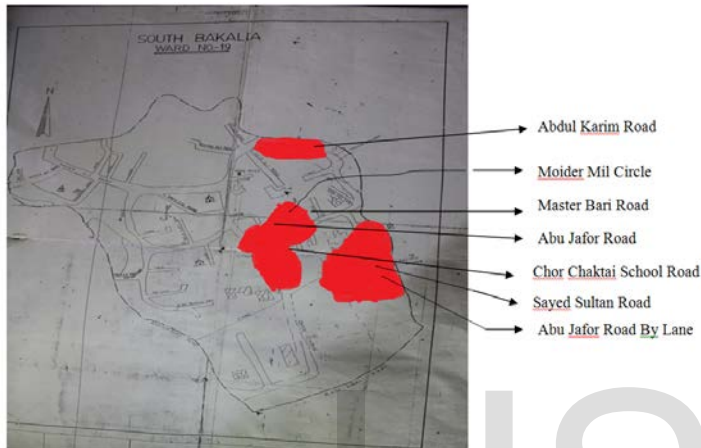 SOUTH BAKALIA
WARD NO-19
N
Abdul Karim Road
Moider Mil Circle
Master Bari Road
Abu Jafor Road
Chor Chaktai School Road
Sayed Sultan Road
Abu Jafor Road By Lane